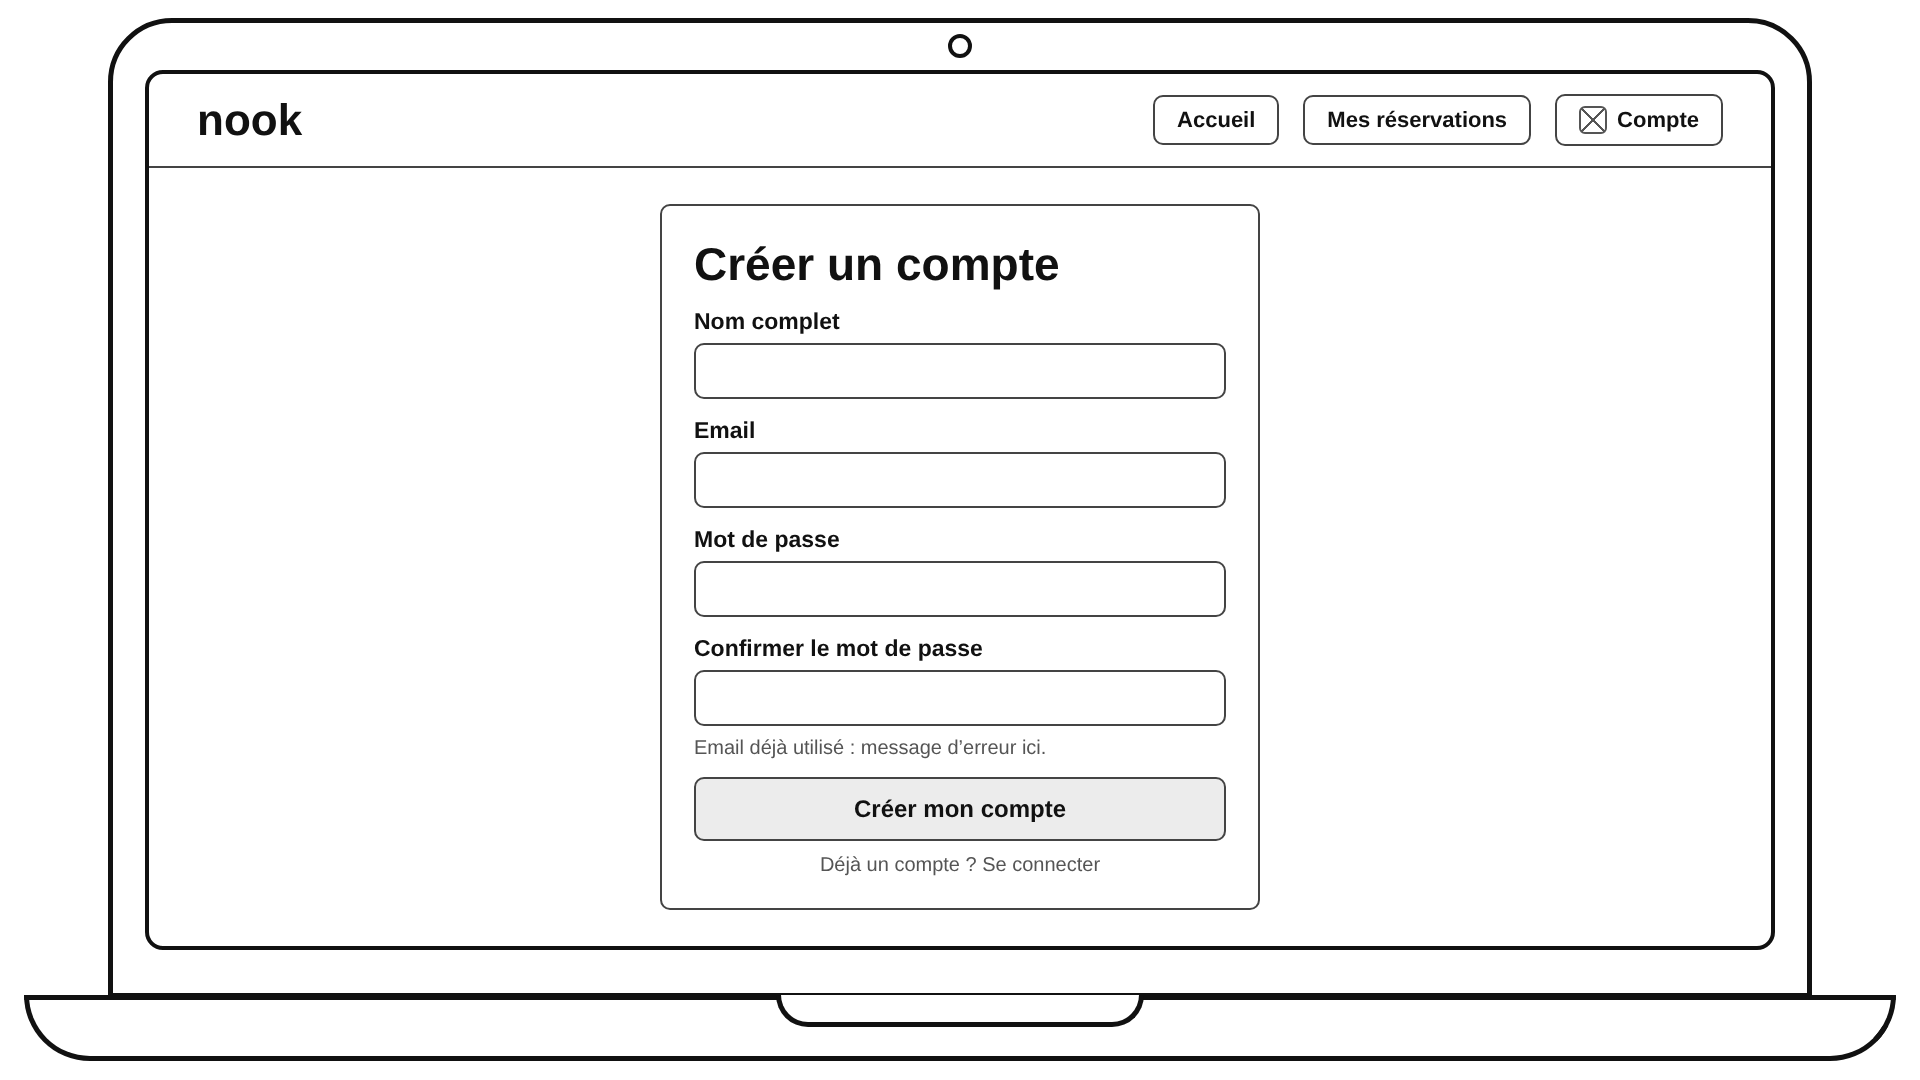 nook
Accueil
Mes réservations
Compte
Créer un compte
Nom complet
Email
Mot de passe
Confirmer le mot de passe
Email déjà utilisé : message d’erreur ici.
Créer mon compte
Déjà un compte ? Se connecter